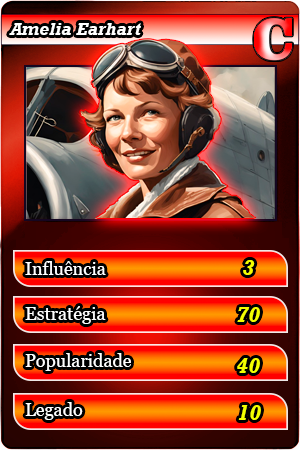 Amelia Earhart
C
Influência 3
Estratégia 70
Popularidade 40
Legado 10